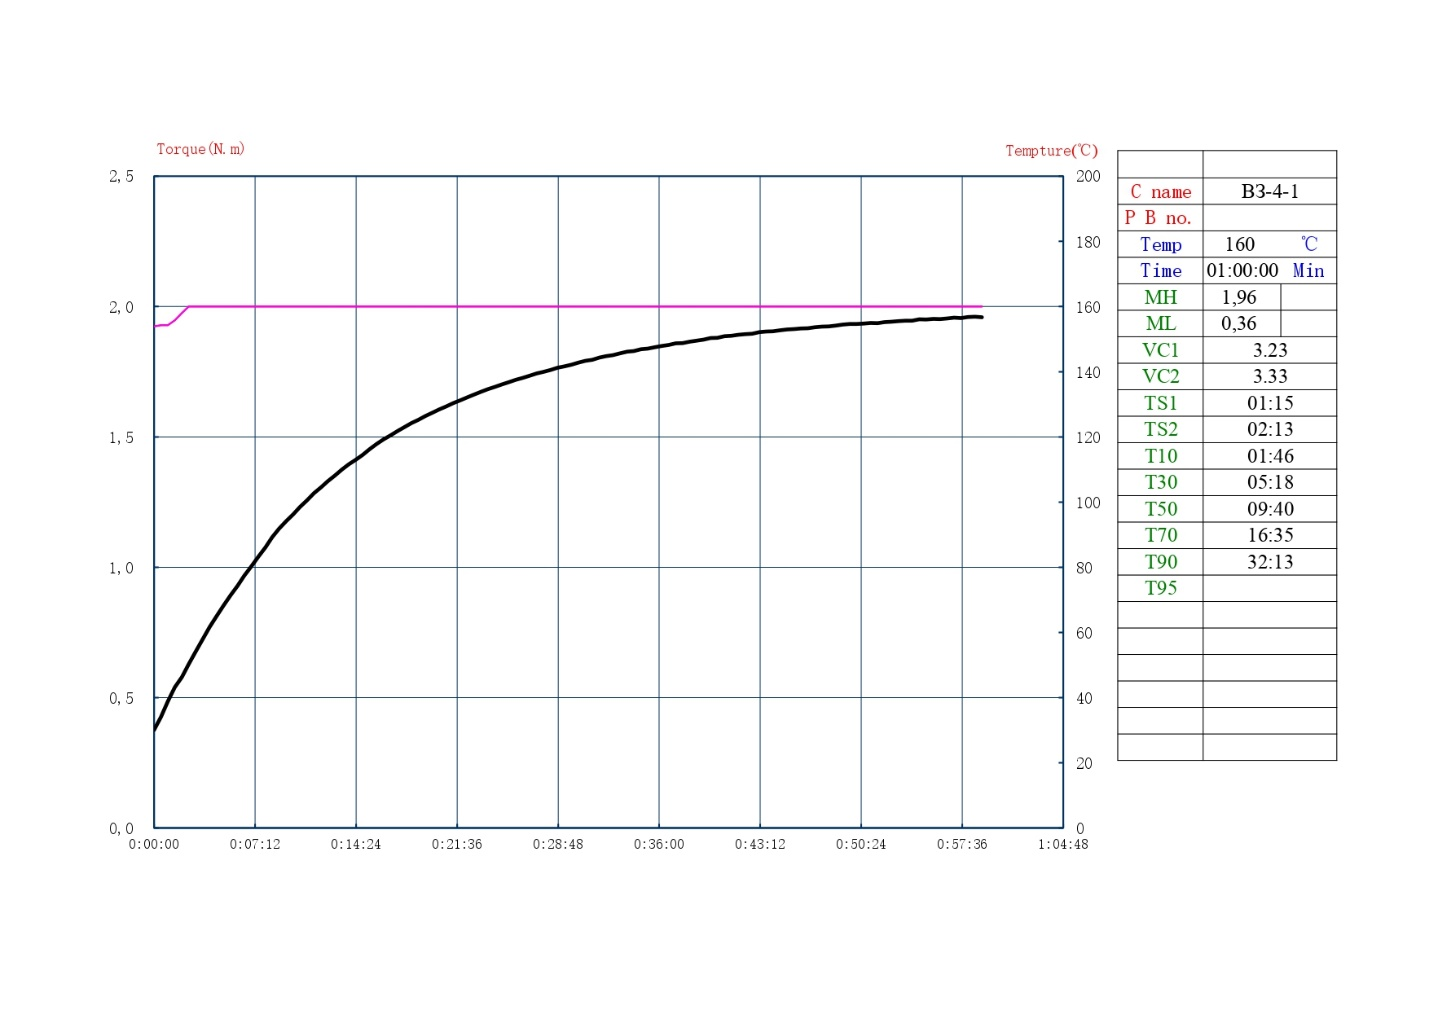 Torque(N.m)
Tempture(℃)
2,5
2,0
1,5
1,0
0,5
0,0
200
180
160
140
120
100
80
60
40
20
0
0:00:00 0:07:12 0:14:24 0:21:36 0:28:48 0:36:00 0:43:12 0:50:24 0:57:36 1:04:48
C name B3-4-1
P B no.
Temp 160 ℃
Time 01:00:00 Min
MH 1,96
ML 0,36
VC1 3.23
VC2 3.33
TS1 01:15
TS2 02:13
T10 01:46
T30 05:18
T50 09:40
T70 16:35
T90 32:13
T95